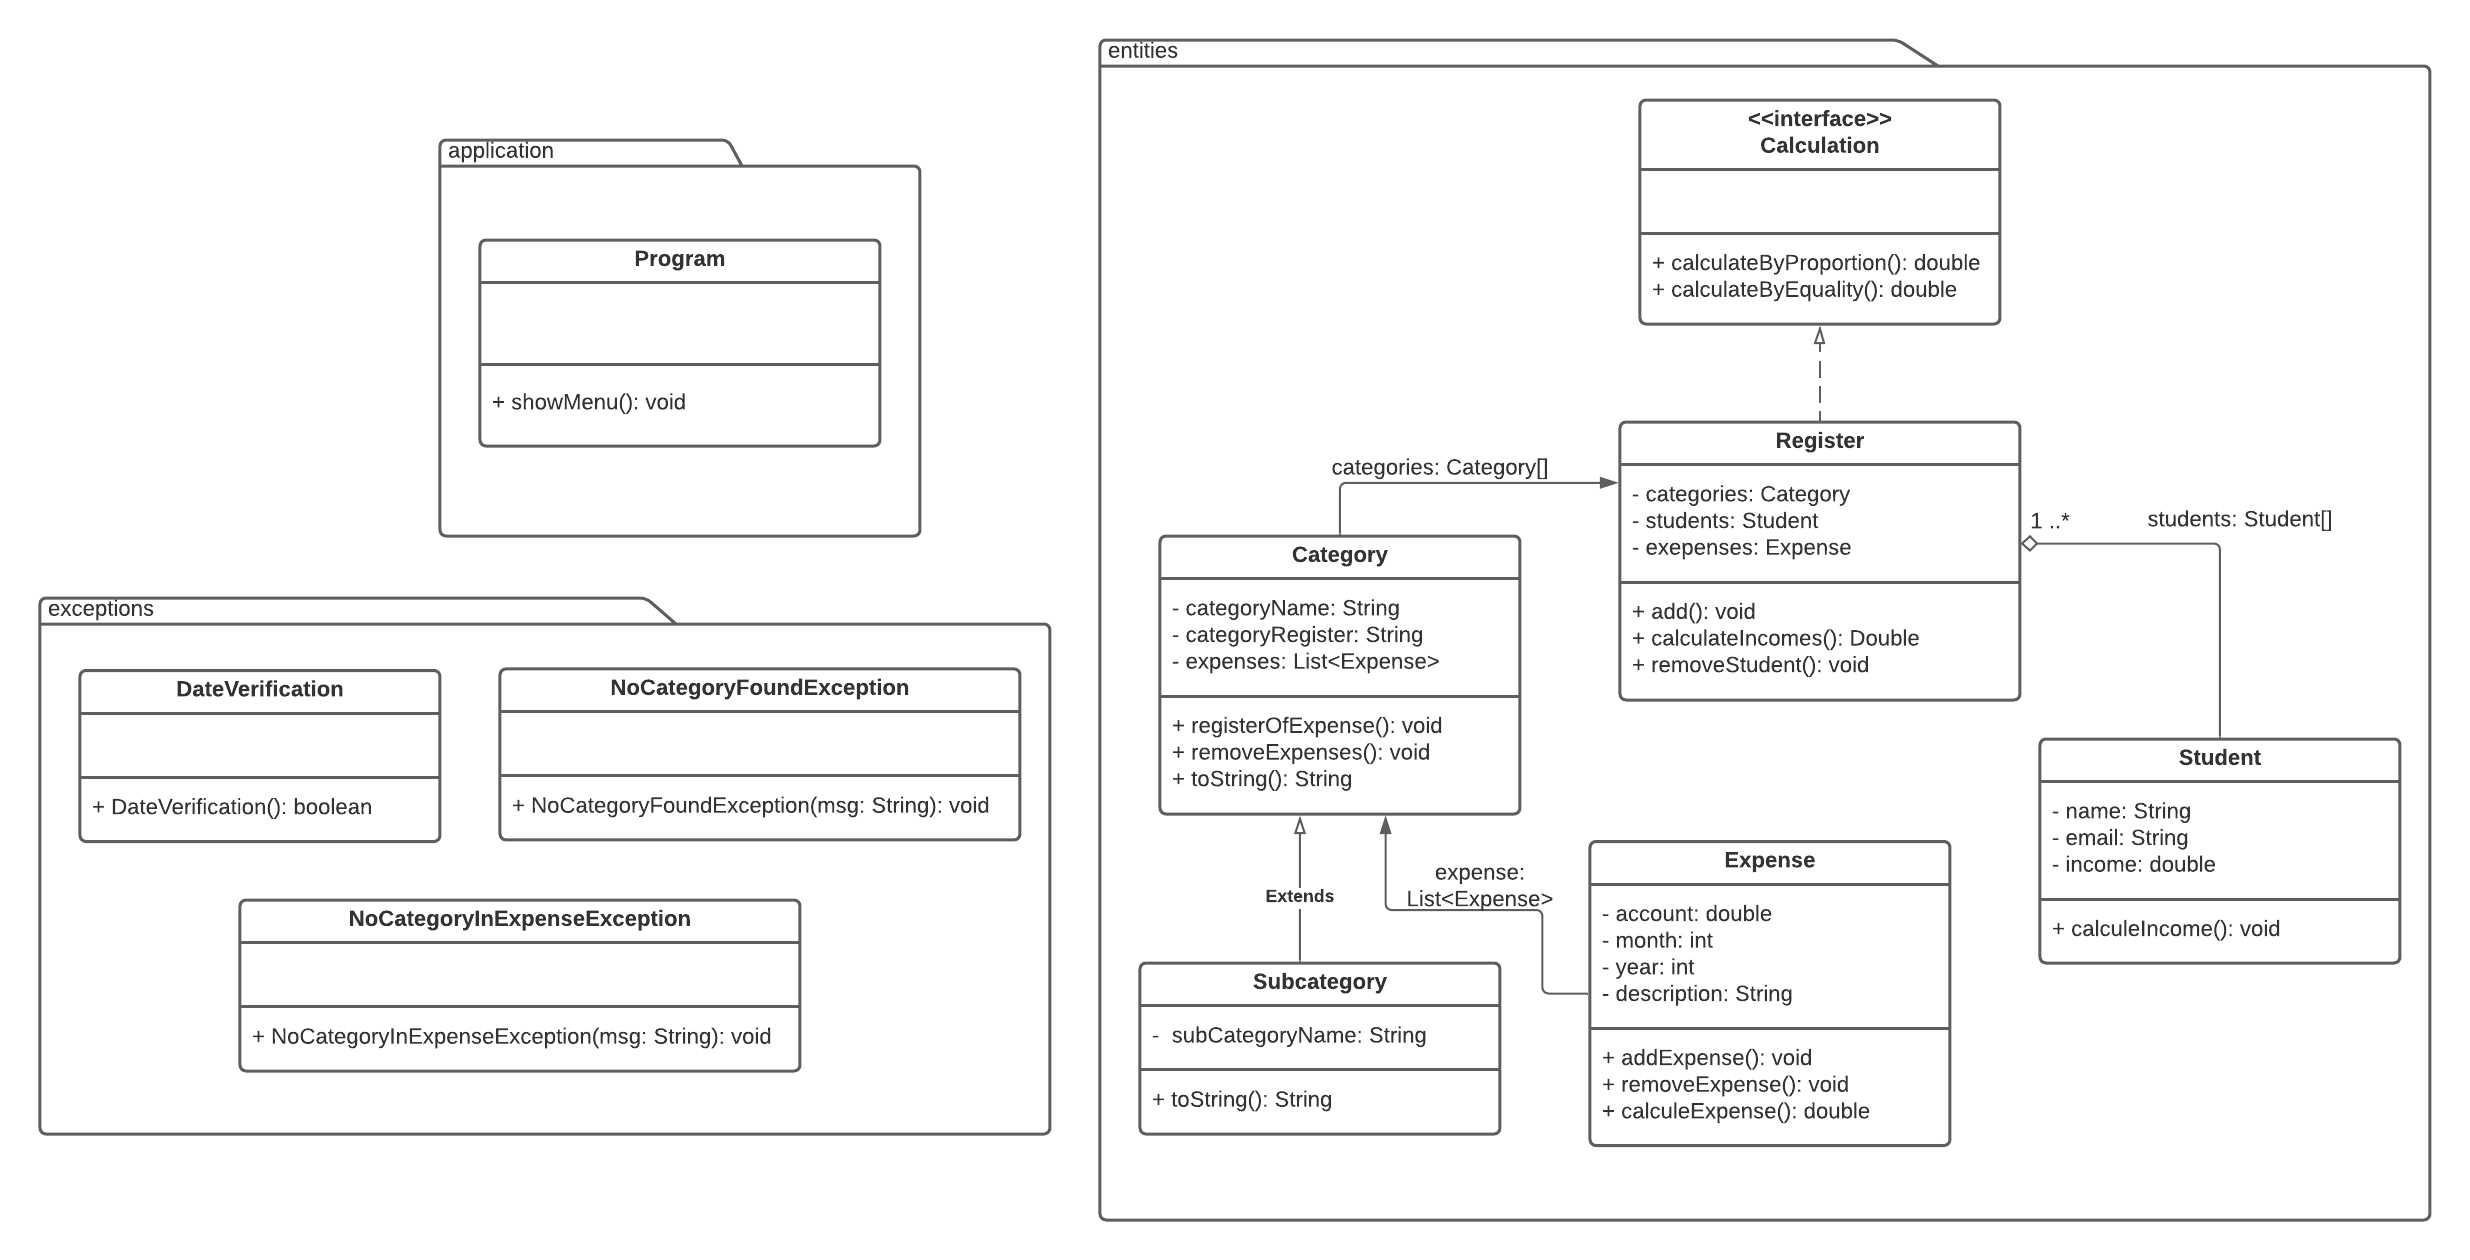 application
Program
+ showMenu(): void
exceptions
DateVerification
+ DateVerification(): boolean
NoCategoryFoundException
+ NoCategoryFoundException(msg: String): void
NoCategoryInExpenseException
+ NoCategoryInExpenseException(msg: String): void
entities
<<interface>>
Calculation
+ calculateByProportion(): double
+ calculateByEquality(): double
Register
- categories: Category
- students: Student
- exepenses: Expense
+ add(): void
+ calculateIncomes(): Double
+ removeStudent(): void
categories: Category[]
1 ..*
students: Student[]
Category
- categoryName: String
- categoryRegister: String
- expenses: List<Expense>
+ registerOfExpense(): void
+ removeExpenses(): void
+ toString(): String
Extends
expense:
List<Expense>
Subcategory
- subCategoryName: String
+ toString(): String
Expense
- account: double
- month: int
- year: int
- description: String
+ addExpense(): void
+ removeExpense(): void
+ calculeExpense(): double
Student
- name: String
- email: String
- income: double
+ calculeIncome(): void